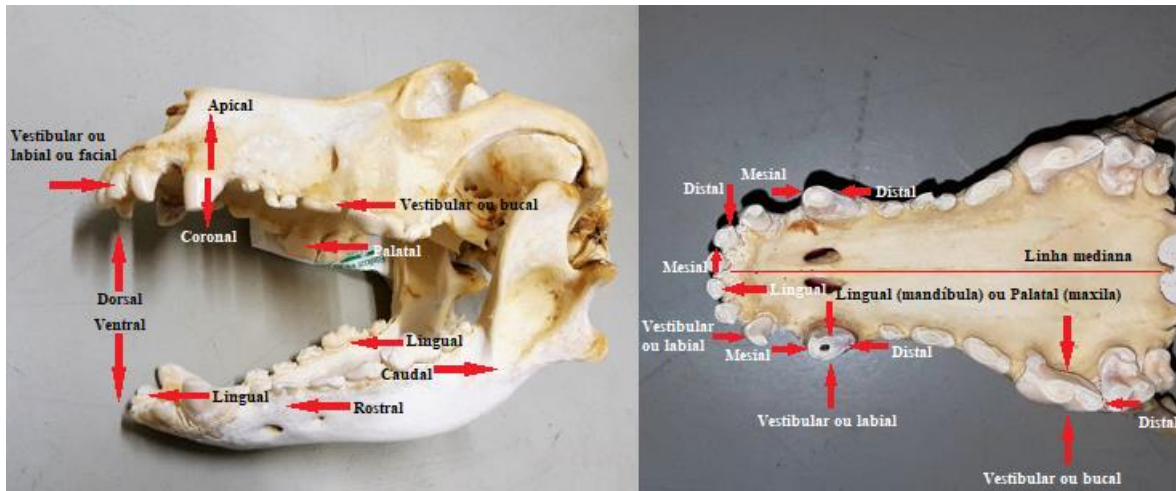 Apical
Vestibular ou
labial ou facial
Vestibular ou bucal
Coronal
Palatal
Dorsal
Ventral
Lingual
Caudal
Lingual
Rostral
Mesial
Distal
Distal
Mesial
Linha mediana
Lingual
Lingual (mandíbula) ou Palatal (maxila)
Vestibular
ou labial
Mesial
Distal
Vestibular ou labial
Distal
Vestibular ou bucal